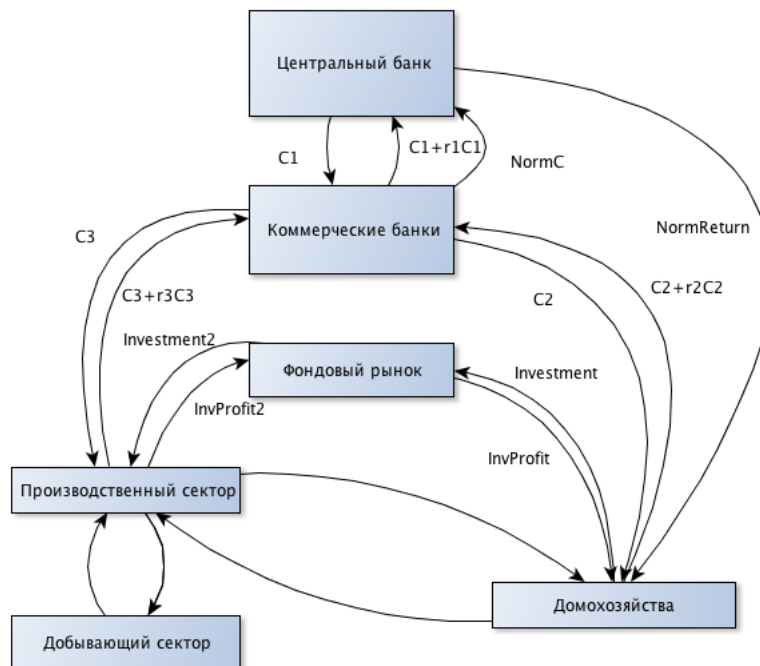 Центральный банк
C1
C1+r1C1
NormC
Коммерческие банки
NormReturn
C3
C3+r3C3
C2
C2+r2C2
Investment2
Фондовый рынок
Investment
InvProfit2
InvProfit
Производственный сектор
Домохозяйства
Добывающий сектор